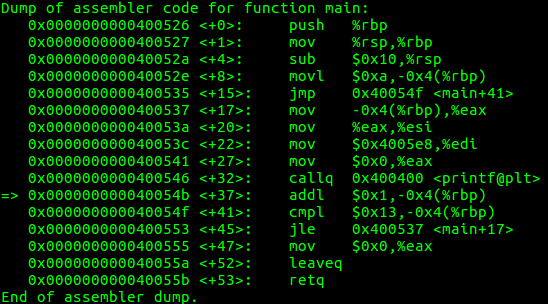 Dump of assembler code for function main:
   0x0000000000400526 <+0>:     push   %rbp
   0x0000000000400527 <+1>:     mov    %rsp,%rbp
   0x000000000040052a <+4>:     sub    $0x10,%rsp
   0x000000000040052e <+8>:     movl   $0xa,-0x4(%rbp)
   0x0000000000400535 <+15>:    jmp    0x40054f <main+41>
   0x0000000000400537 <+17>:    mov    -0x4(%rbp),%eax
   0x000000000040053a <+20>:    mov    %eax,%esi
   0x000000000040053c <+22>:    mov    $0x4005e8,%edi
   0x0000000000400541 <+27>:    mov    $0x0,%eax
   0x0000000000400546 <+32>:    callq  0x400400 <printf@plt>
=> 0x000000000040054b <+37>:    addl   $0x1,-0x4(%rbp)
   0x000000000040054f <+41>:    cmpl   $0x13,-0x4(%rbp)
   0x0000000000400553 <+45>:    jle    0x400537 <main+17>
   0x0000000000400555 <+47>:    mov    $0x0,%eax
   0x000000000040055a <+52>:    leaveq
   0x000000000040055b <+53>:    retq
End of assembler dump.